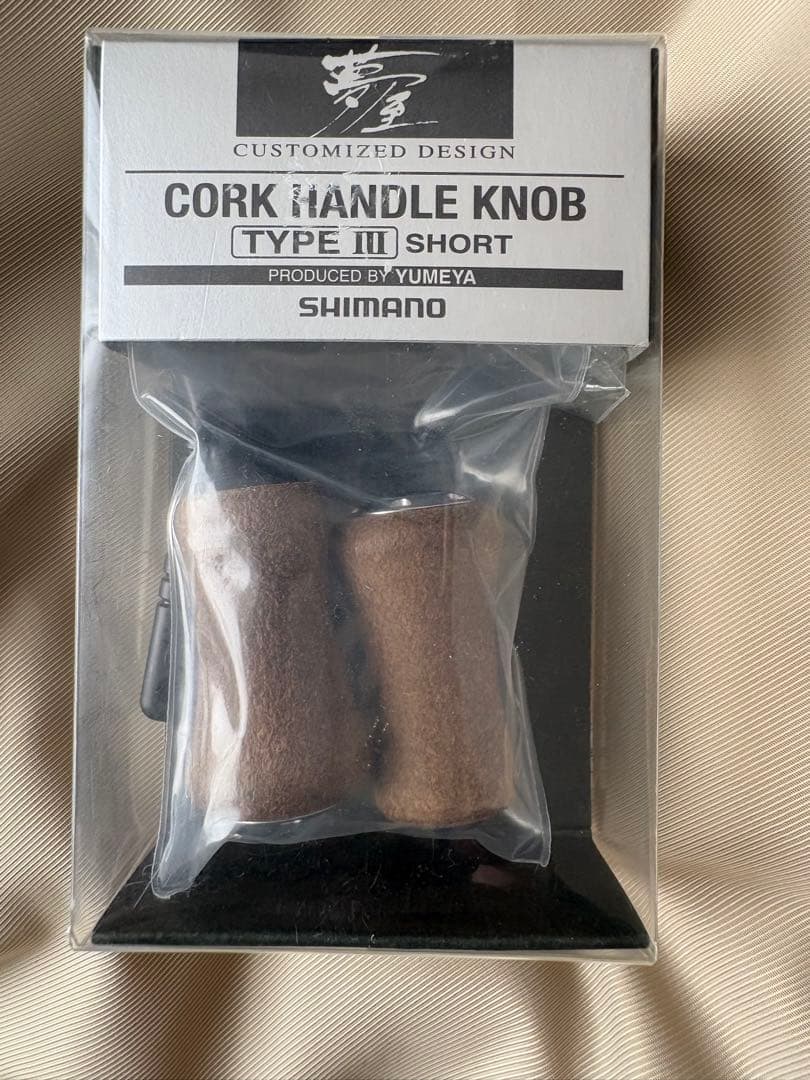 夢屋
CUSTOMIZED DESIGN
CORK HANDLE KNOB
TYPE III SHORT
PRODUCED BY YUMEYA
SHIMANO